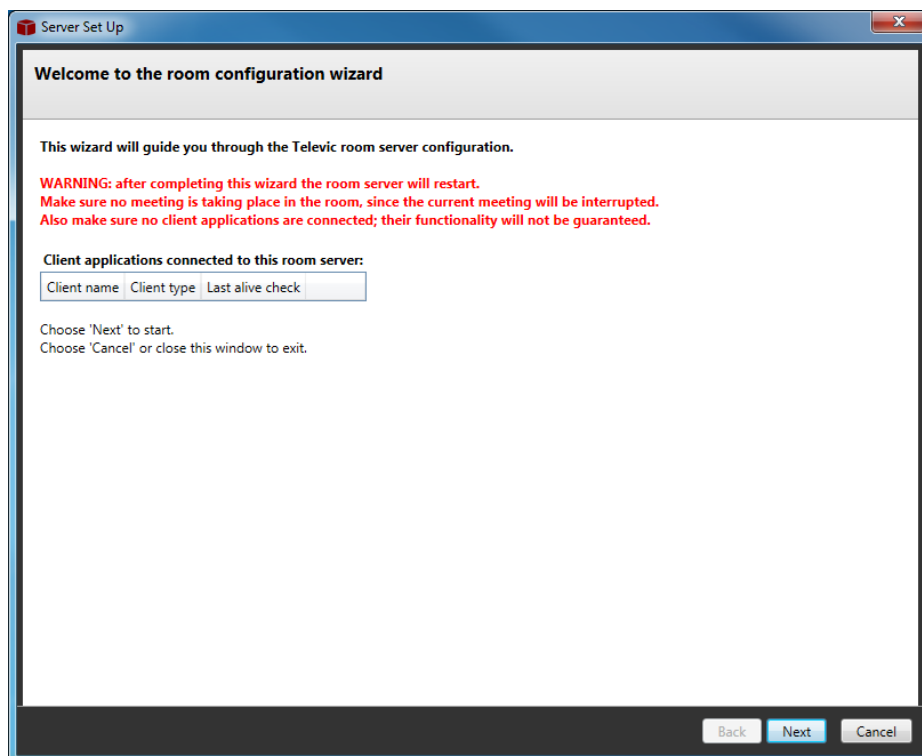 Server Set Up
Welcome to the room configuration wizard
This wizard will guide you through the Televic room server configuration.
WARNING: after completing this wizard the room server will restart.
Make sure no meeting is taking place in the room, since the current meeting will be interrupted.
Also make sure no client applications are connected; their functionality will not be guaranteed.
Client applications connected to this room server:
Client name Client type Last alive check
Choose 'Next' to start.
Choose 'Cancel' or close this window to exit.
Back Next Cancel